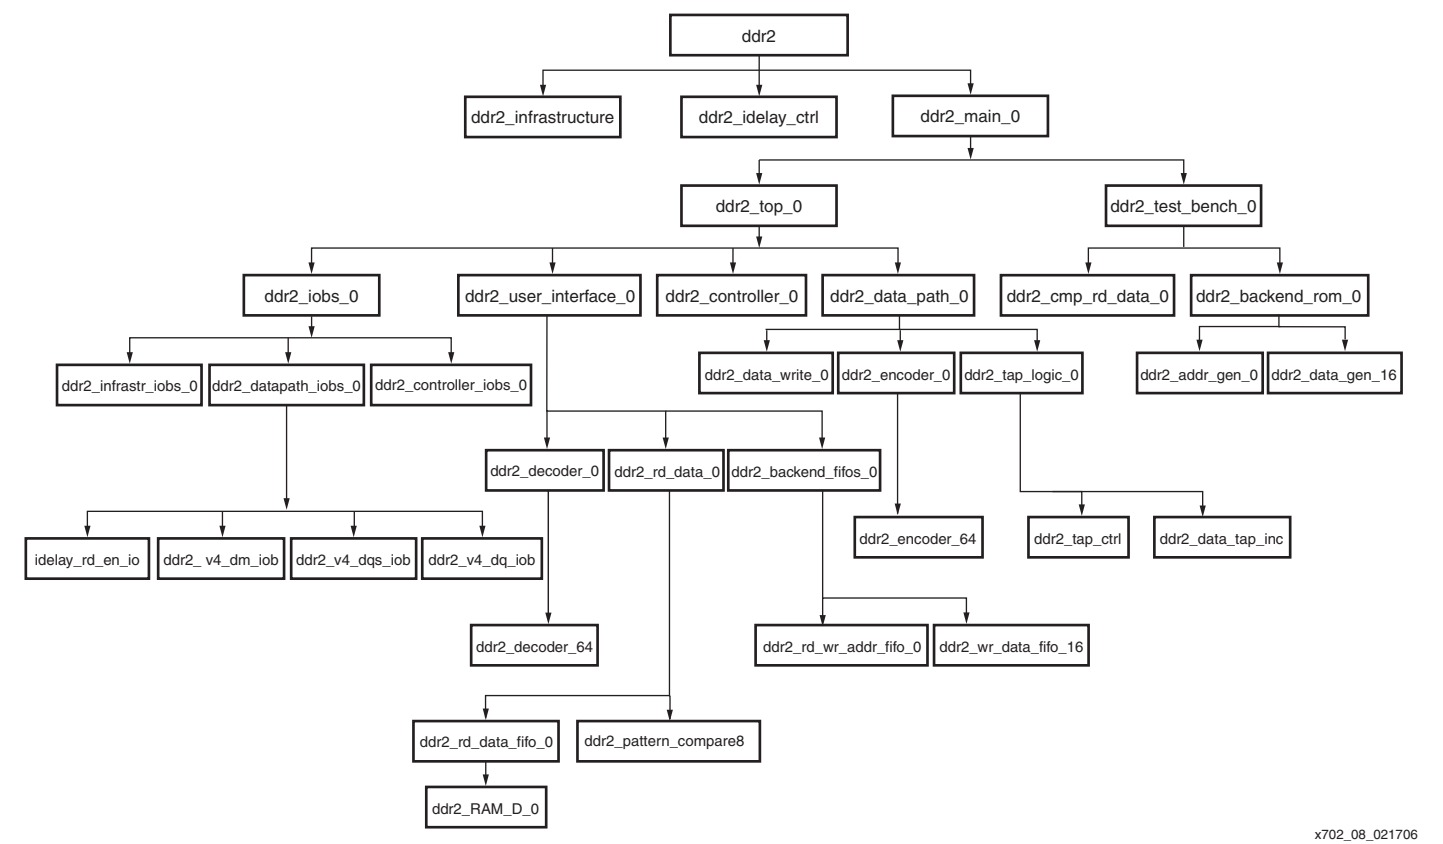 ddr2
ddr2_infrastructure
ddr2_idelay_ctrl
ddr2_main_0
ddr2_top_0
ddr2_test_bench_0
ddr2_iobs_0
ddr2_user_interface_0
ddr2_controller_0
ddr2_data_path_0
ddr2_cmp_rd_data_0
ddr2_backend_rom_0
ddr2_infrastr_iobs_0
ddr2_datapath_iobs_0
ddr2_controller_iobs_0
ddr2_data_write_0
ddr2_encoder_0
ddr2_tap_logic_0
ddr2_addr_gen_0
ddr2_data_gen_16
ddr2_decoder_0
ddr2_rd_data_0
ddr2_backend_fifos_0
idelay_rd_en_io
ddr2_ v4_dm_iob
ddr2_v4_dqs_iob
ddr2_v4_dq_iob
ddr2_encoder_64
ddr2_tap_ctrl
ddr2_data_tap_inc
ddr2_decoder_64
ddr2_rd_wr_addr_fifo_0
ddr2_wr_data_fifo_16
ddr2_rd_data_fifo_0
ddr2_pattern_compare8
ddr2_RAM_D_0
x702_08_021706